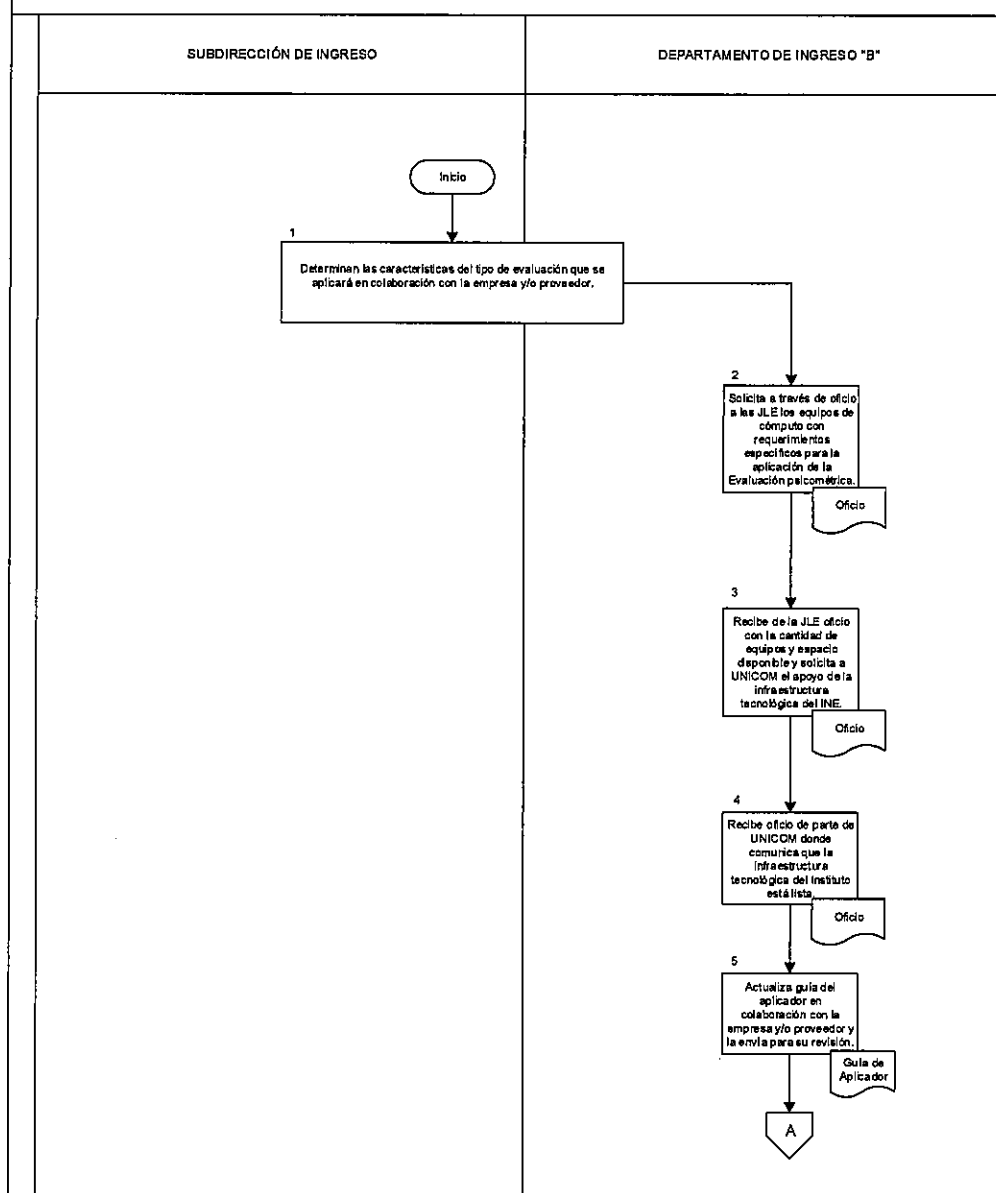 SUBDIRECCIÓN DE INGRESO
DEPARTAMENTO DE INGRESO "B"
Inicio
1
Determinan las características del tipo de evaluación que se
aplicará en colaboración con la empresa y/o proveedor.
2
Solicita a través de oficio
a las JLE los equipos de
cómputo con
requerimientos
específicos para la
aplicación de la
Evaluación psicométrica.
Oficio
3
Recibe de la JLE oficio
con la cantidad de
equipos y espacio
disponible y solicita a
UNICOM el apoyo de la
infraestructura
tecnológica del INE.
Oficio
4
Recibe oficio de parte de
UNICOM donde
comunica que la
infraestructura
tecnológica del Instituto
está lista.
Oficio
5
Actualiza guía del
aplicador en
colaboración con la
empresa y/o proveedor y
la envía para su revisión.
Guía de
Aplicador
A